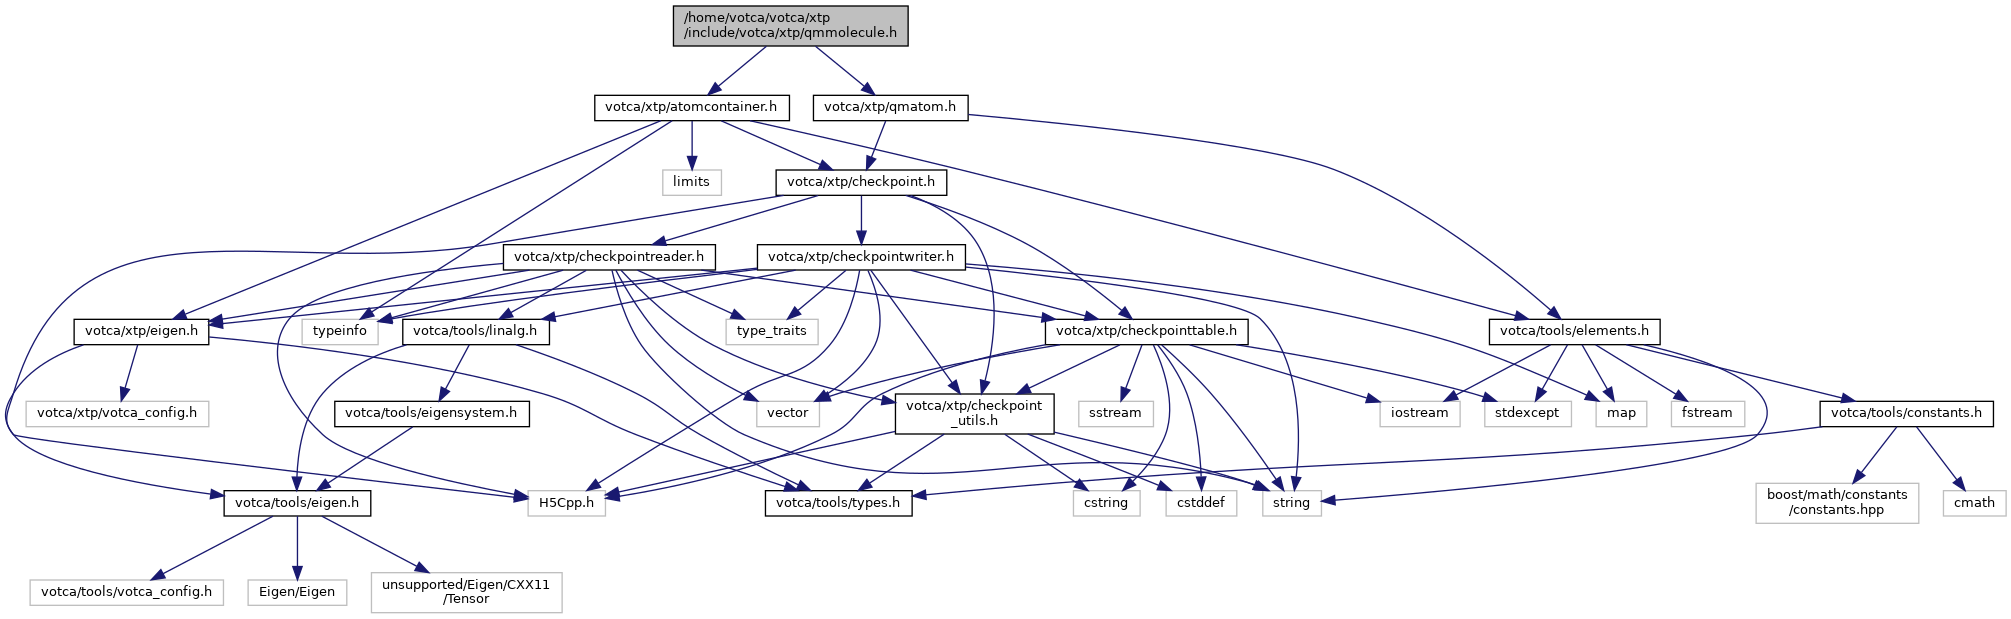 /home/votca/votca/xtp
/include/votca/xtp/qmmolecule.h
votca/xtp/atomcontainer.h
votca/xtp/qmatom.h
limits
votca/xtp/checkpoint.h
votca/xtp/checkpointreader.h
votca/xtp/checkpointwriter.h
votca/xtp/eigen.h
typeinfo
votca/tools/linalg.h
type_traits
votca/xtp/checkpointtable.h
votca/tools/elements.h
votca/xtp/votca_config.h
votca/tools/eigensystem.h
vector
votca/xtp/checkpoint
_utils.h
sstream
iostream
stdexcept
map
fstream
votca/tools/constants.h
votca/tools/eigen.h
H5Cpp.h
votca/tools/types.h
cstring
cstddef
string
boost/math/constants
/constants.hpp
cmath
votca/tools/votca_config.h
Eigen/Eigen
unsupported/Eigen/CXX11
/Tensor